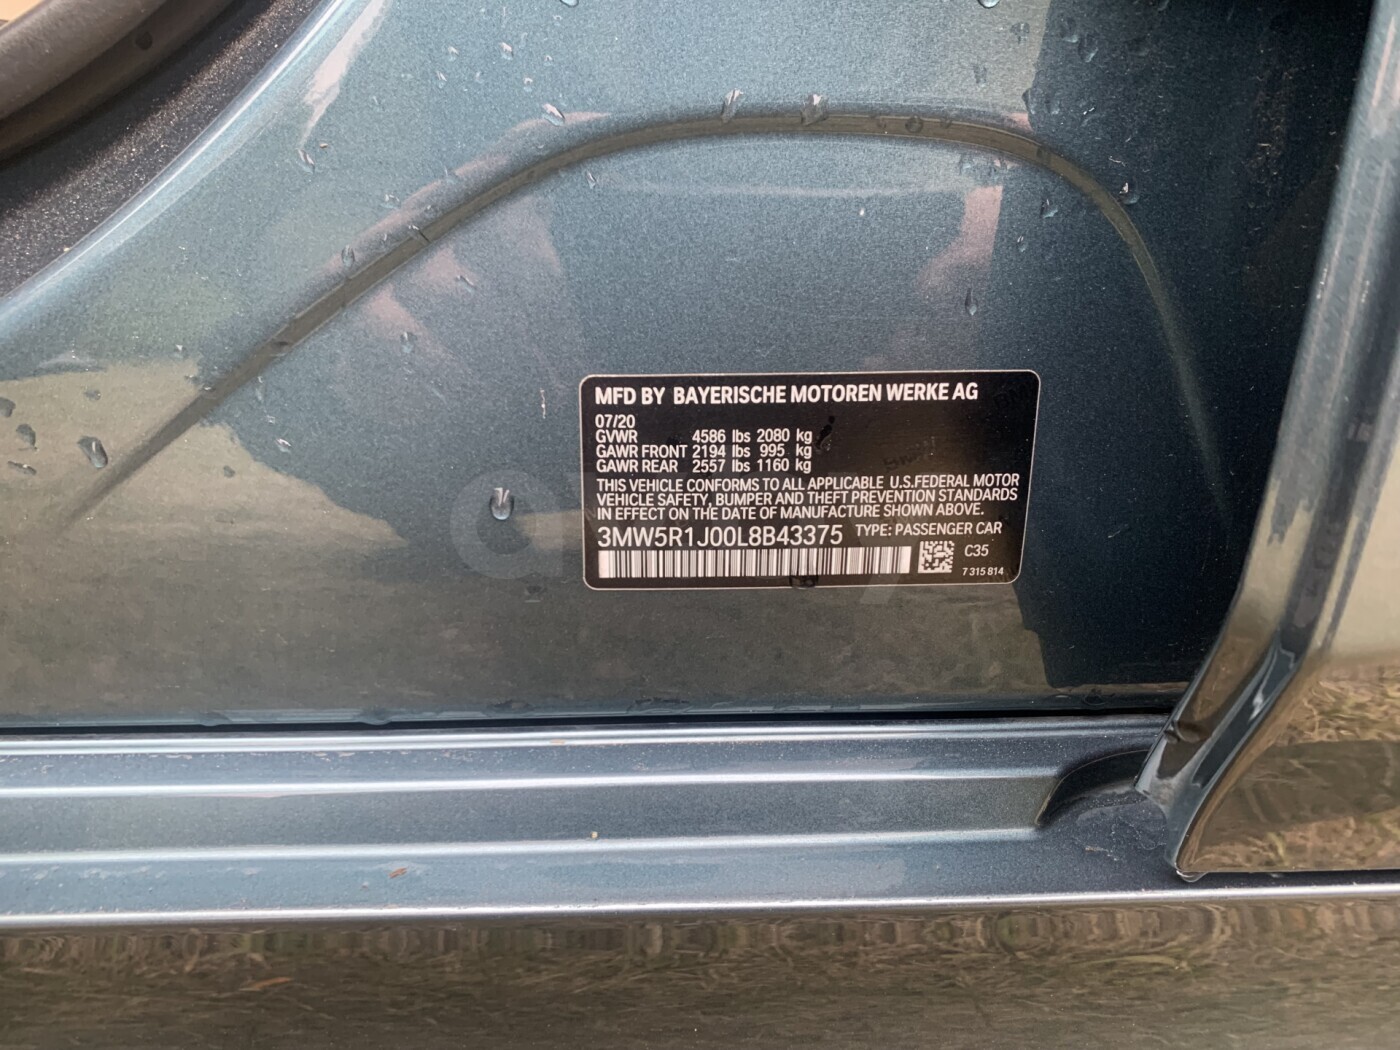 MFD BY BAYERISCHE MOTOREN WERKE AG
07/20
GVWR 4586 lbs 2080 kg
GAWR FRONT 2194 lbs 995 kg
GAWR REAR 2557 lbs 1160 kg
THIS VEHICLE CONFORMS TO ALL APPLICABLE U.S.FEDERAL MOTOR
VEHICLE SAFETY, BUMPER AND THEFT PREVENTION STANDARDS
IN EFFECT ON THE DATE OF MANUFACTURE SHOWN ABOVE.
3MW5R1J00L8B43375 TYPE: PASSENGER CAR
C35
7 315 814